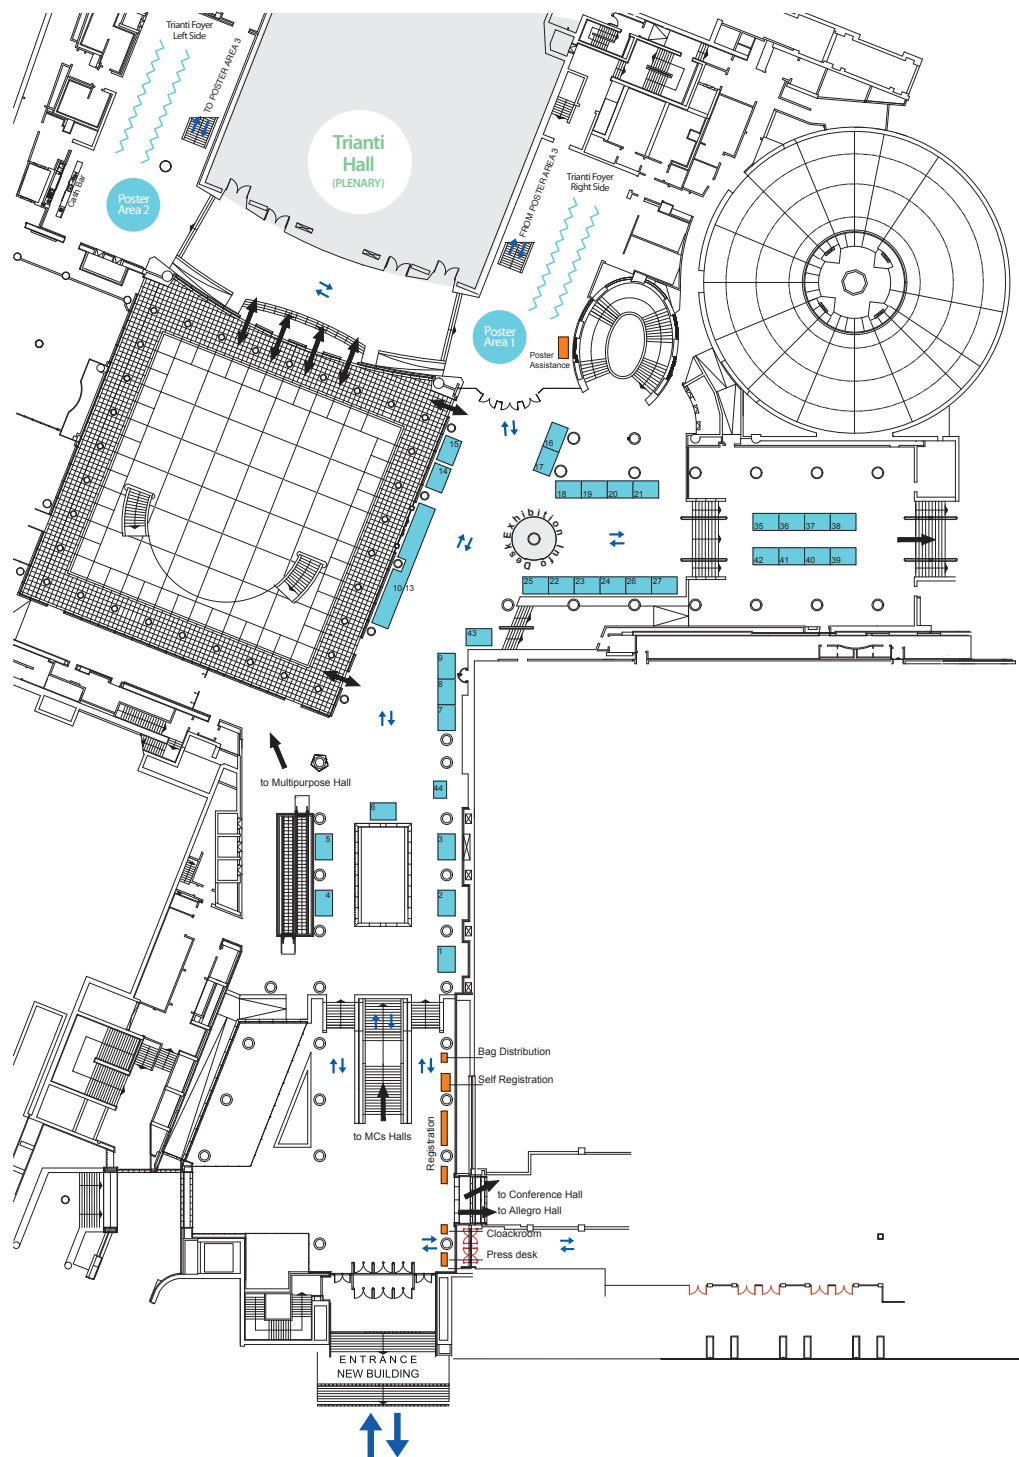 Trianti Foyer
Left Side
TO POSTER AREA 3
Trianti
Hall
(PLENARY)
FROM POSTER AREA 3
Trianti Foyer
Right Side
Cash Bar
Poster
Area 2
Poster
Area 1
Poster
Assistance
15
14
16
17
18
19
20
21
Exhibition Info Desk
35
36
37
38
42
41
40
39
10
13
25
22
23
24
26
27
43
9
8
7
to Multipurpose Hall
44
6
5
3
4
2
1
Bag Distribution
Self Registration
Registration
to MCs Halls
to Conference Hall
to Allegro Hall
Cloackroom
Press desk
ENTRANCE
NEW BUILDING